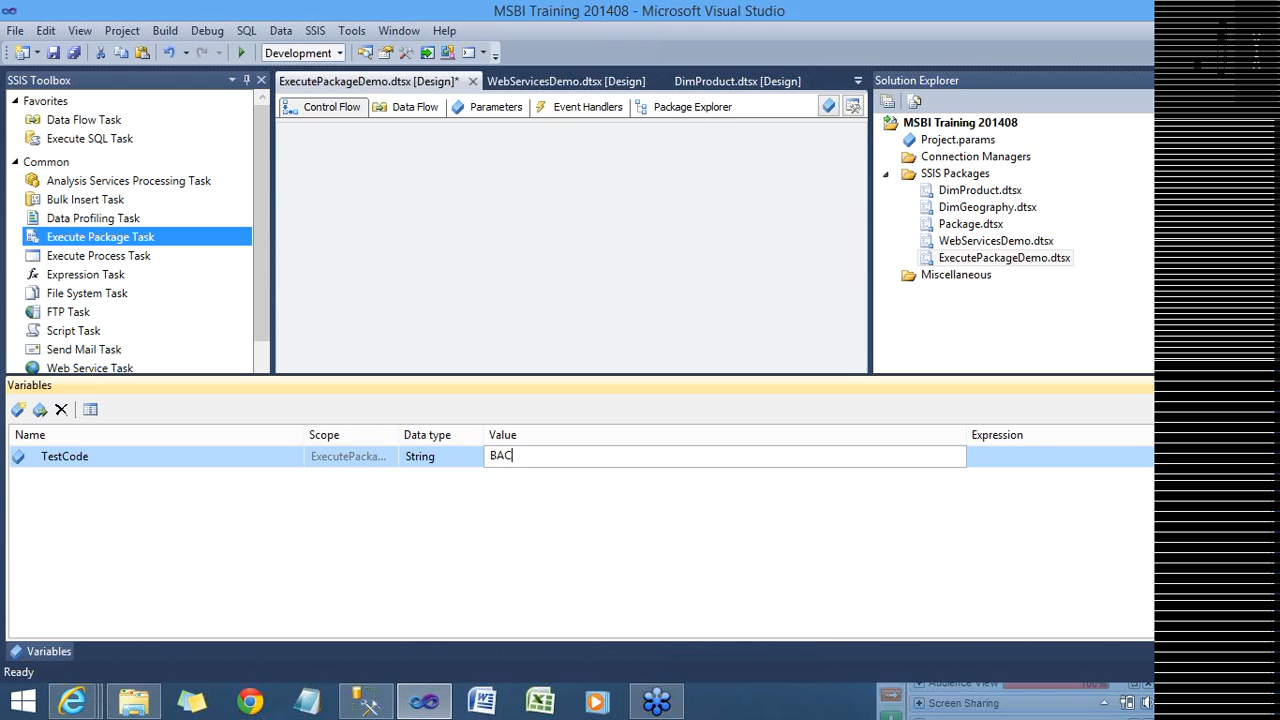 MSBI Training 201408 - Microsoft Visual Studio
File Edit View Project Build Debug SQL Data SSIS Tools Window Help
Development
SSIS Toolbox
Favorites
Data Flow Task
Execute SQL Task
Common
Analysis Services Processing Task
Bulk Insert Task
Data Profiling Task
Execute Package Task
Execute Process Task
Expression Task
File System Task
FTP Task
Script Task
Send Mail Task
Web Service Task
ExecutePackageDemo.dtsx [Design] WebServicesDemo.dtsx [Design] DimProduct.dtsx [Design]
Control Flow Data Flow Parameters Event Handlers Package Explorer
Solution Explorer
MSBI Training 201408
Project.params
Connection Managers
SSIS Packages
DimProduct.dtsx
DimGeography.dtsx
Package.dtsx
WebServicesDemo.dtsx
ExecutePackageDemo.dtsx
Miscellaneous
Variables
Name Scope Data type Value Expression
TestCode ExecutePacka... String BAC
Variables
Ready
Audience View 100%
Screen Sharing